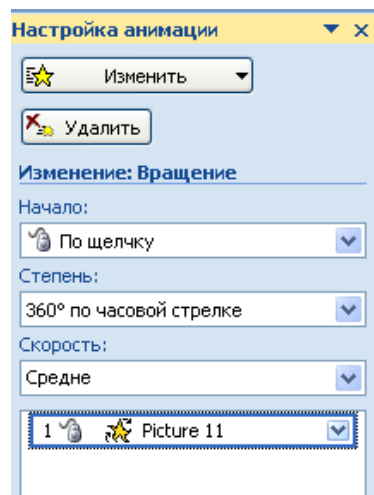 Настройка анимации
Изменить
Удалить
Изменение: Вращение
Начало:
По щелчку
Степень:
360° по часовой стрелке
Скорость:
Средне
1 Picture 11